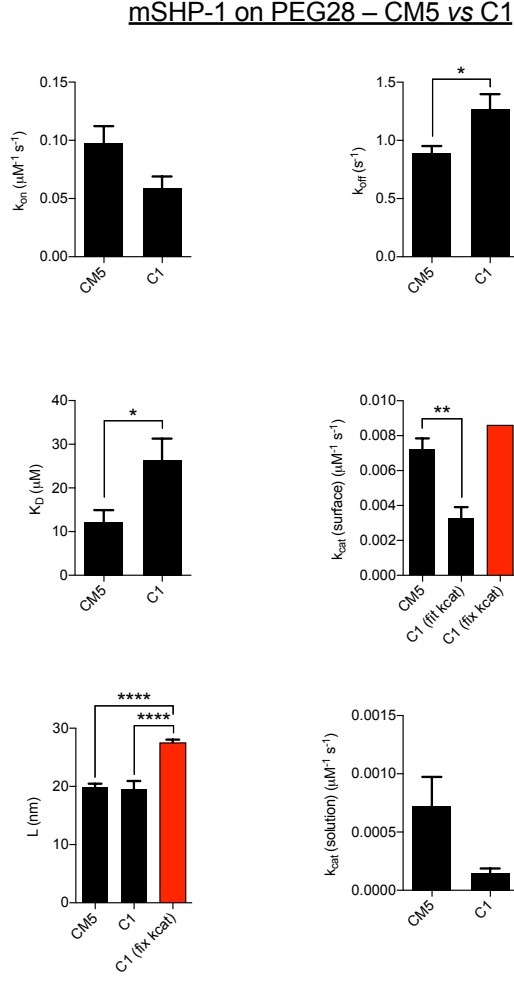 mSHP-1 on PEG28 – CM5 vs C1
0.15
0.10
0.05
0.00
kon (μM-1 s-1)
CM5
C1
*
1.5
1.0
0.5
0.0
koff (s-1)
CM5
C1
*
40
30
20
10
0
KD (μM)
CM5
C1
**
0.010
0.008
0.006
0.004
0.002
0.000
kcat (surface) (μM-1 s-1)
CM5
C1 (fit kcat)
C1 (fix kcat)
****
****
30
20
10
0
L (nm)
CM5
C1
C1 (fix kcat)
0.0015
0.0010
0.0005
0.0000
kcat (solution) (μM-1 s-1)
CM5
C1